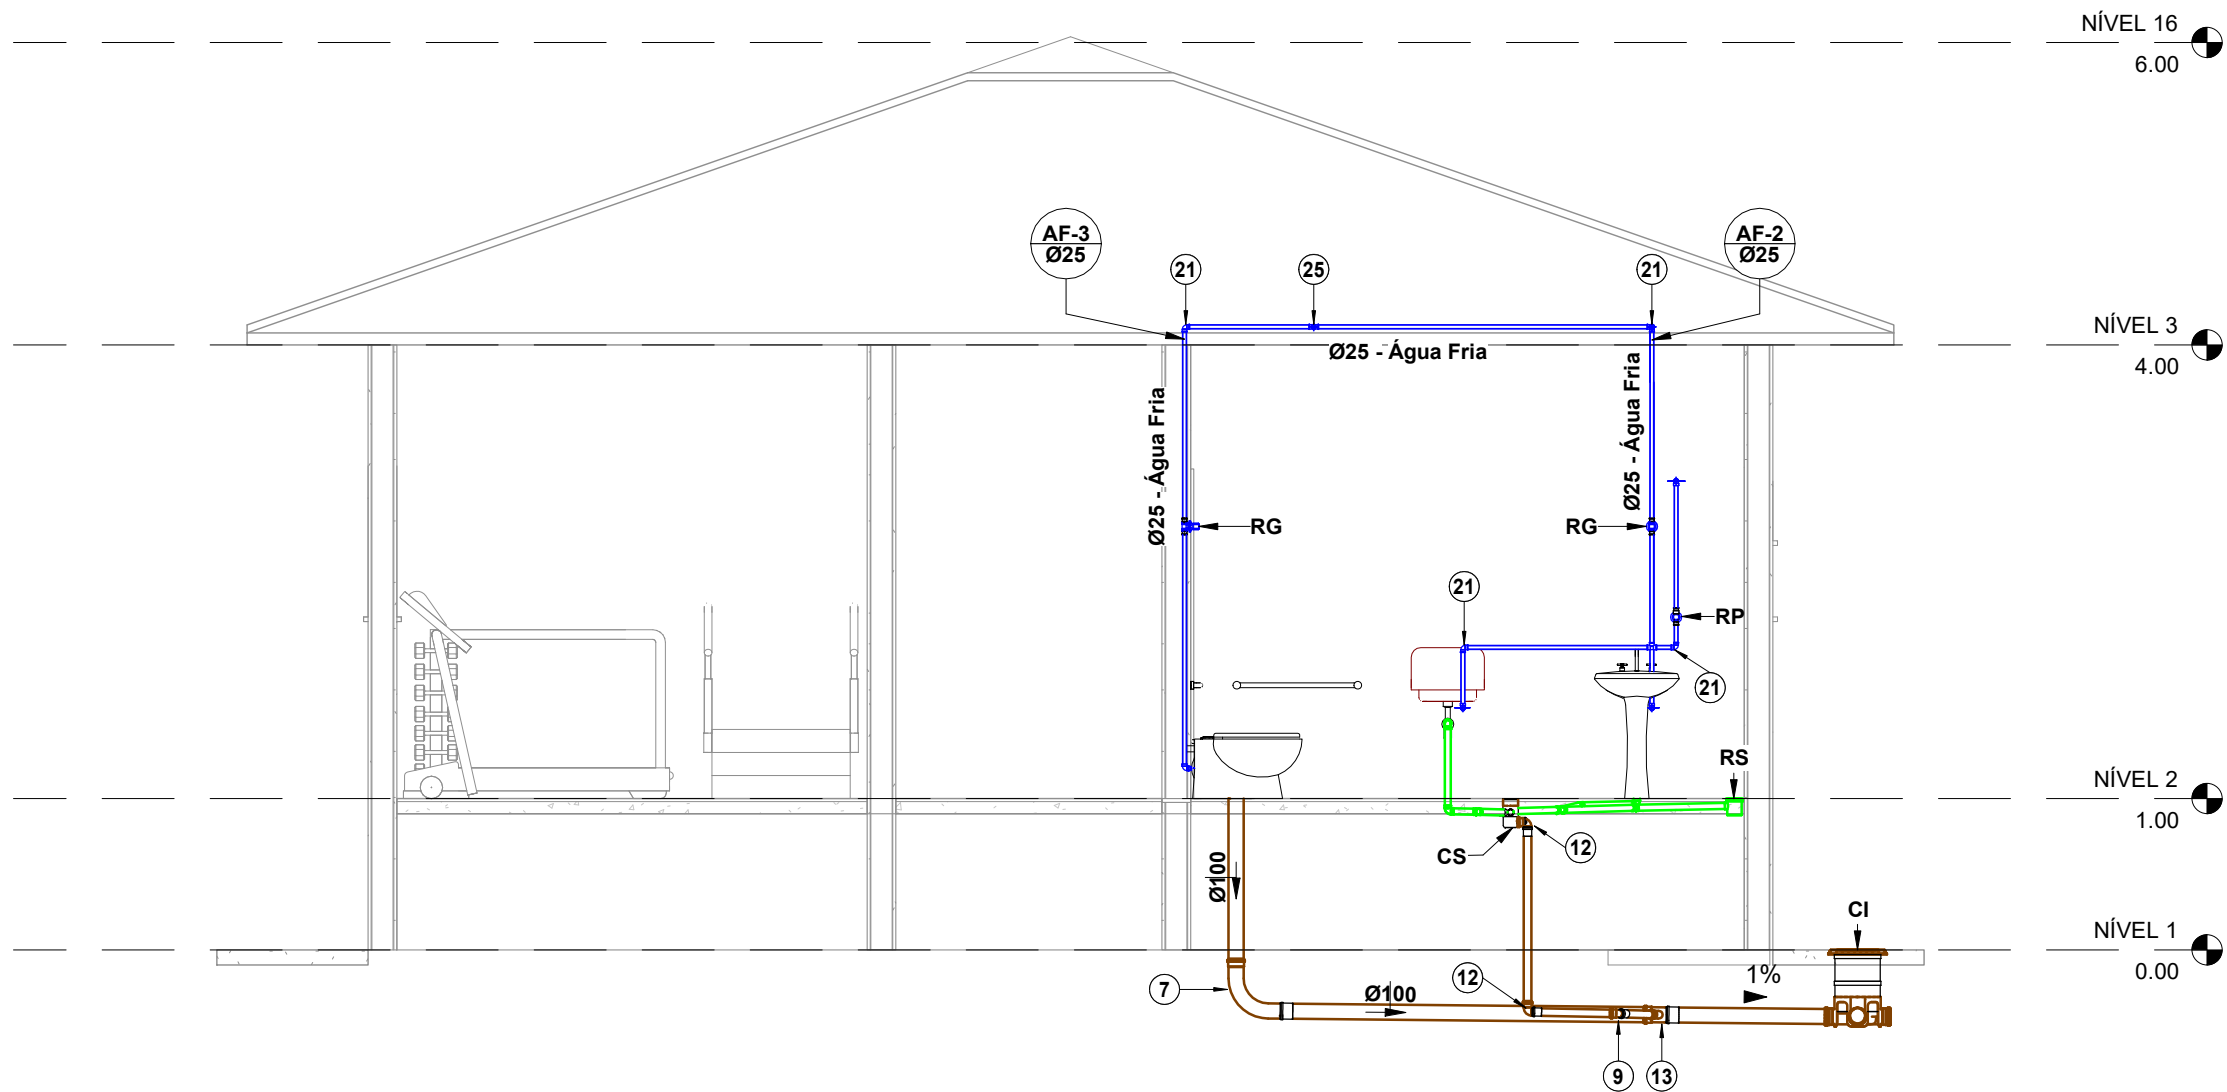 NÍVEL 16
6.00
AF-3
Ø25
AF-2
Ø25
21
25
21
NÍVEL 3
4.00
Ø25 - Água Fria
Ø25 - Água Fria
Ø25 - Água Fria
RG
RG
21
RP
21
RS
NÍVEL 2
1.00
CS
12
Ø100
CI
NÍVEL 1
0.00
1%
12
7
Ø100
9
13